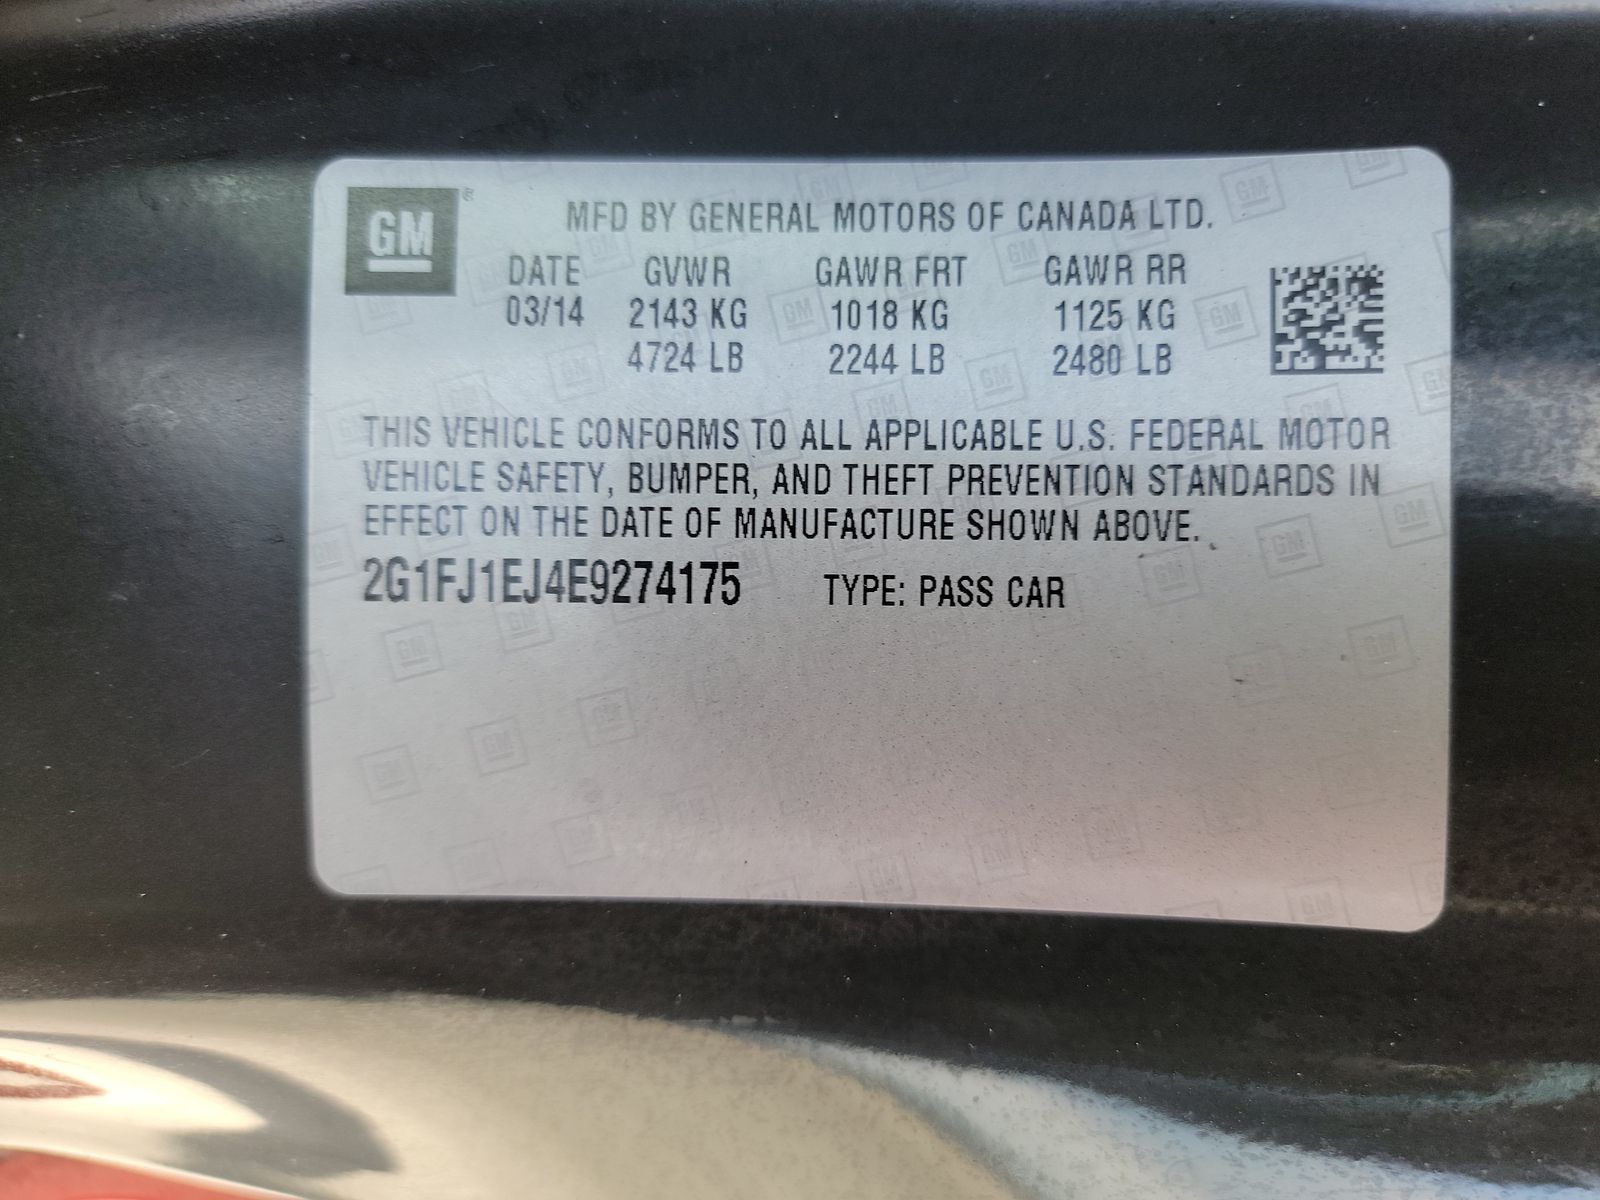 GM
MFD BY GENERAL MOTORS OF CANADA LTD.
DATE GVWR GAWR FRT GAWR RR
03/14 2143 KG 1018 KG 1125 KG
4724 LB 2244 LB 2480 LB
THIS VEHICLE CONFORMS TO ALL APPLICABLE U.S. FEDERAL MOTOR
VEHICLE SAFETY, BUMPER, AND THEFT PREVENTION STANDARDS IN
EFFECT ON THE DATE OF MANUFACTURE SHOWN ABOVE.
2G1FJ1EJ4E9274175 TYPE: PASS CAR